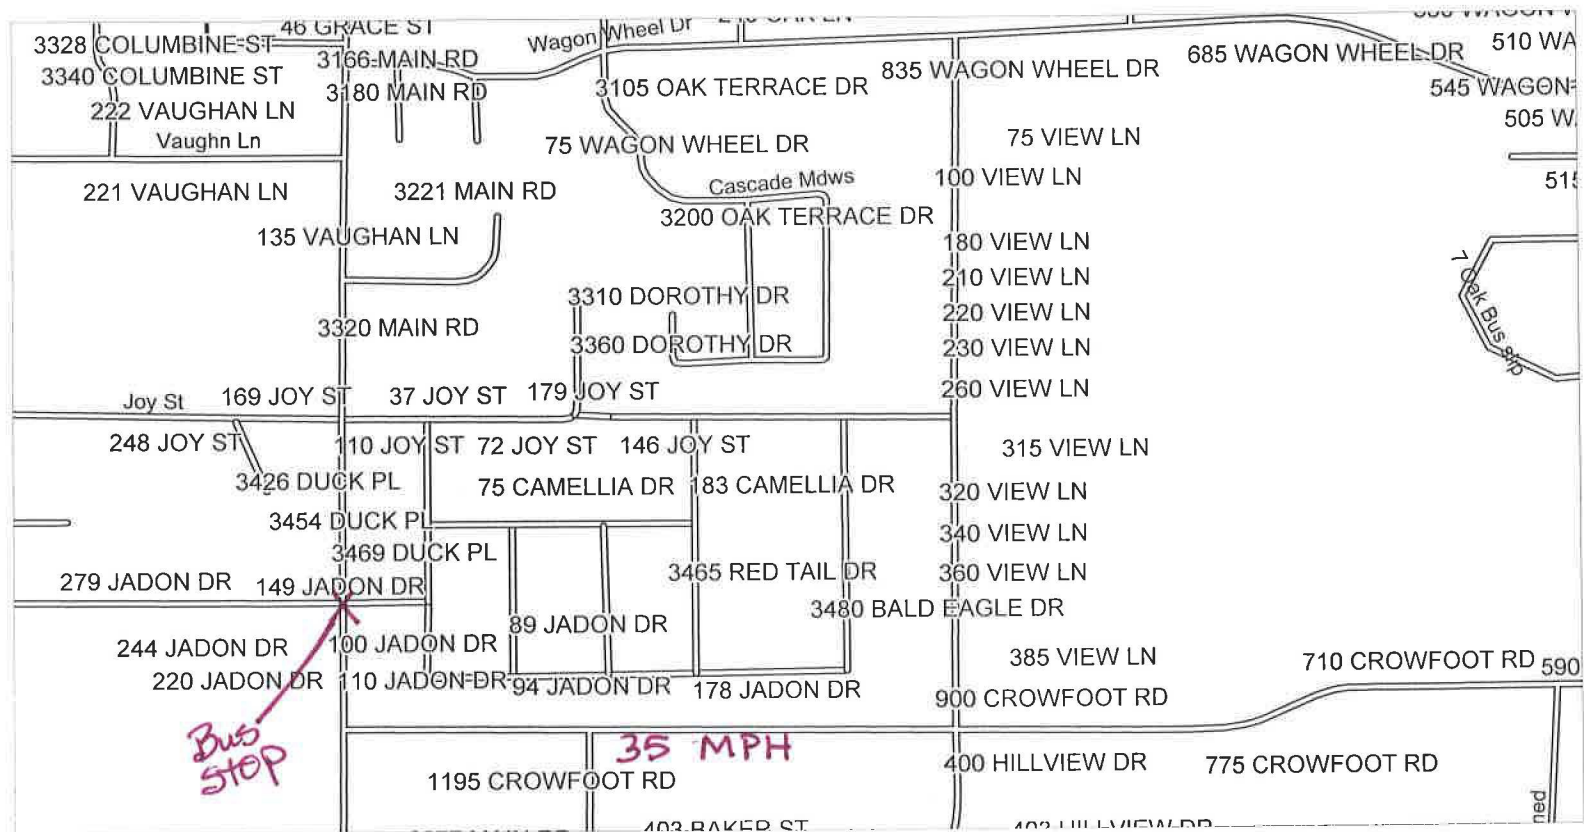 46 GRACE ST
Wagon Wheel Dr
3328 COLUMBINE ST
3340 COLUMBINE ST
222 VAUGHAN LN
Vaughn Ln
221 VAUGHAN LN
3166 MAIN RD
3180 MAIN RD
3105 OAK TERRACE DR
835 WAGON WHEEL DR
685 WAGON WHEEL DR
510 WA
545 WAGON
505 W
75 WAGON WHEEL DR
75 VIEW LN
Cascade Mdws
100 VIEW LN
515
3221 MAIN RD
3200 OAK TERRACE DR
135 VAUGHAN LN
180 VIEW LN
210 VIEW LN
7 Oak Bus slip
3310 DOROTHY DR
220 VIEW LN
3320 MAIN RD
3360 DOROTHY DR
230 VIEW LN
260 VIEW LN
Joy St
169 JOY ST
37 JOY ST
179 JOY ST
248 JOY ST
110 JOY ST
72 JOY ST
146 JOY ST
315 VIEW LN
3426 DUCK PL
75 CAMELLIA DR
183 CAMELLIA DR
320 VIEW LN
3454 DUCK PL
340 VIEW LN
3469 DUCK PL
279 JADON DR
149 JADON DR
3465 RED TAIL DR
360 VIEW LN
3480 BALD EAGLE DR
244 JADON DR
100 JADON DR
89 JADON DR
385 VIEW LN
710 CROWFOOT RD
590
220 JADON DR
110 JADON DR
94 JADON DR
178 JADON DR
900 CROWFOOT RD
Bus
STOP
35 MPH
400 HILLVIEW DR
775 CROWFOOT RD
1195 CROWFOOT RD
403 BAKER ST
402 HILLVIEW DR
ned